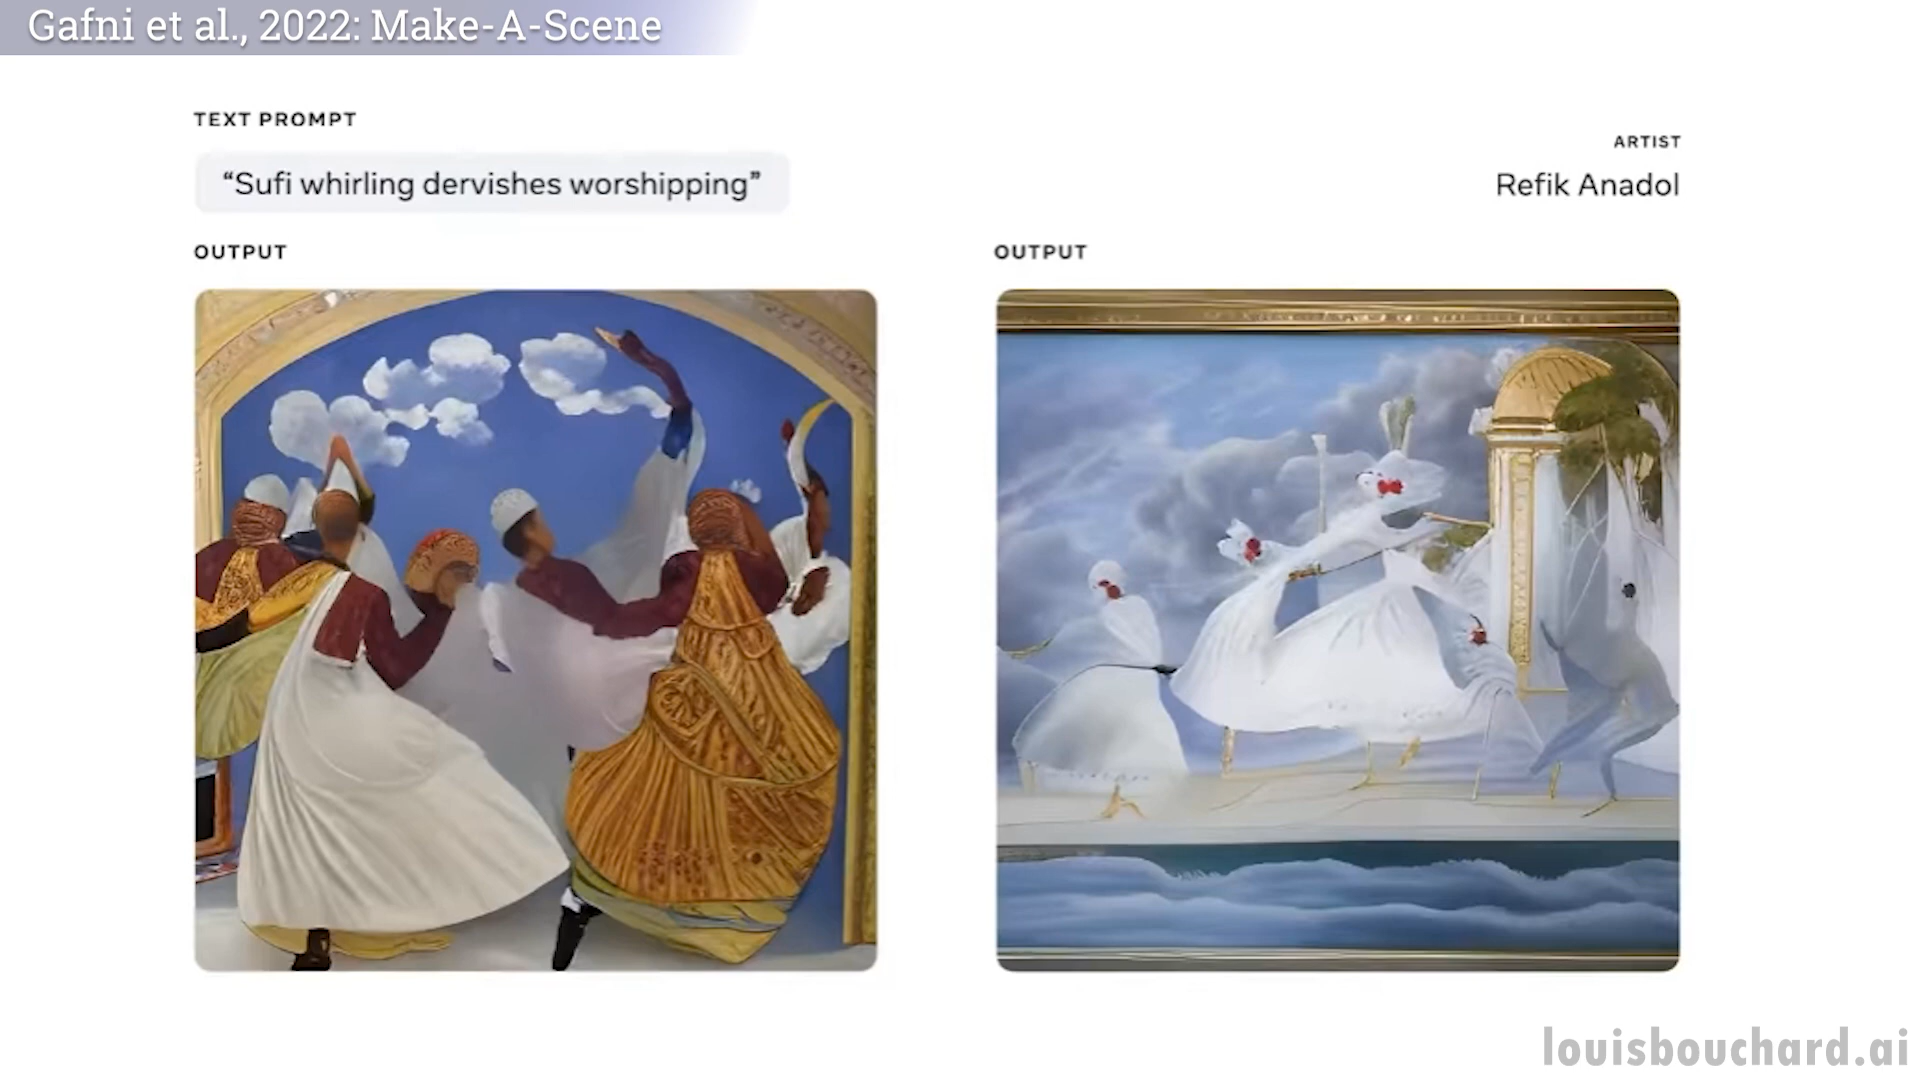 Gafni et al., 2022: Make-A-Scene
TEXT PROMPT
“Sufi whirling dervishes worshipping”
ARTIST
Refik Anadol
OUTPUT
OUTPUT
louisbouchard.ai